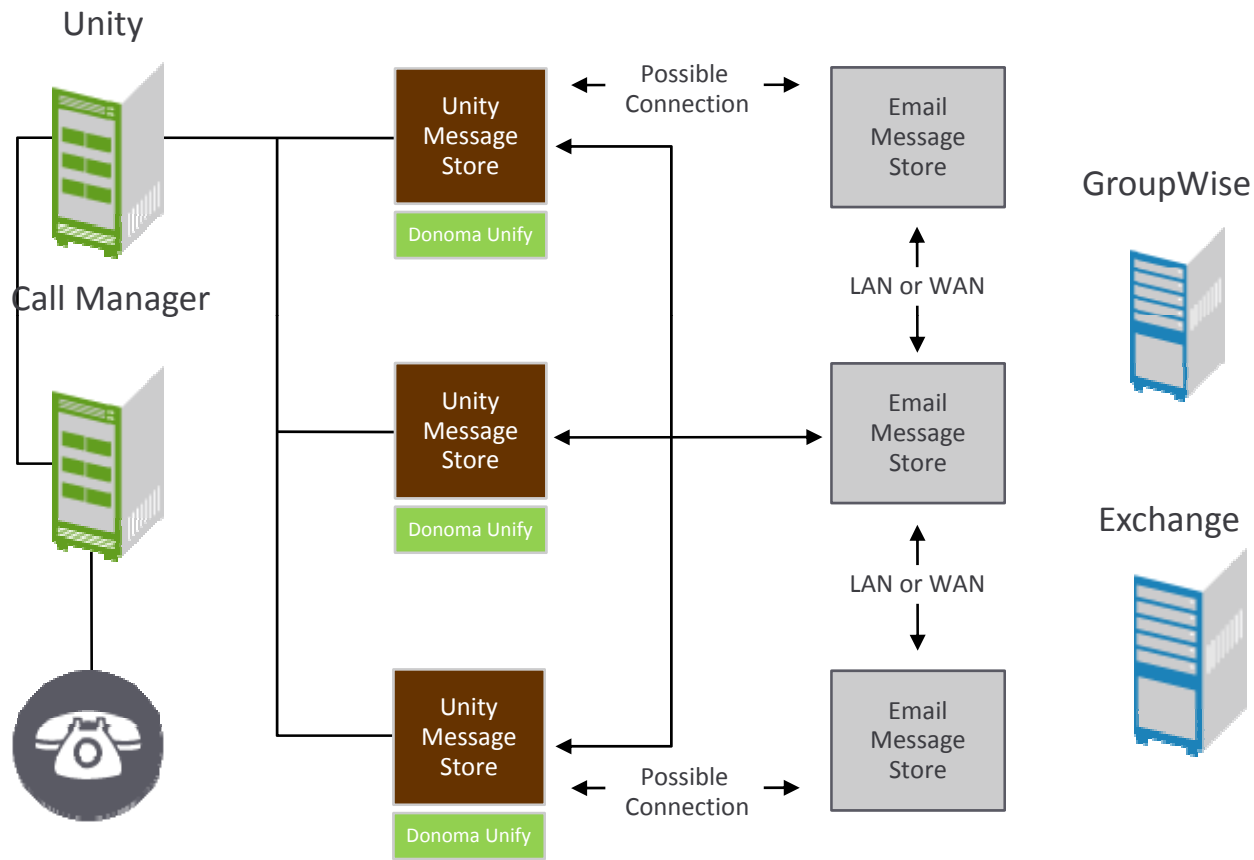 Unity
Call Manager
Unity
Message
Store
Donoma Unify
Possible
Connection
Email
Message
Store
LAN or WAN
Unity
Message
Store
Donoma Unify
Email
Message
Store
LAN or WAN
Unity
Message
Store
Donoma Unify
Possible
Connection
Email
Message
Store
GroupWise
Exchange